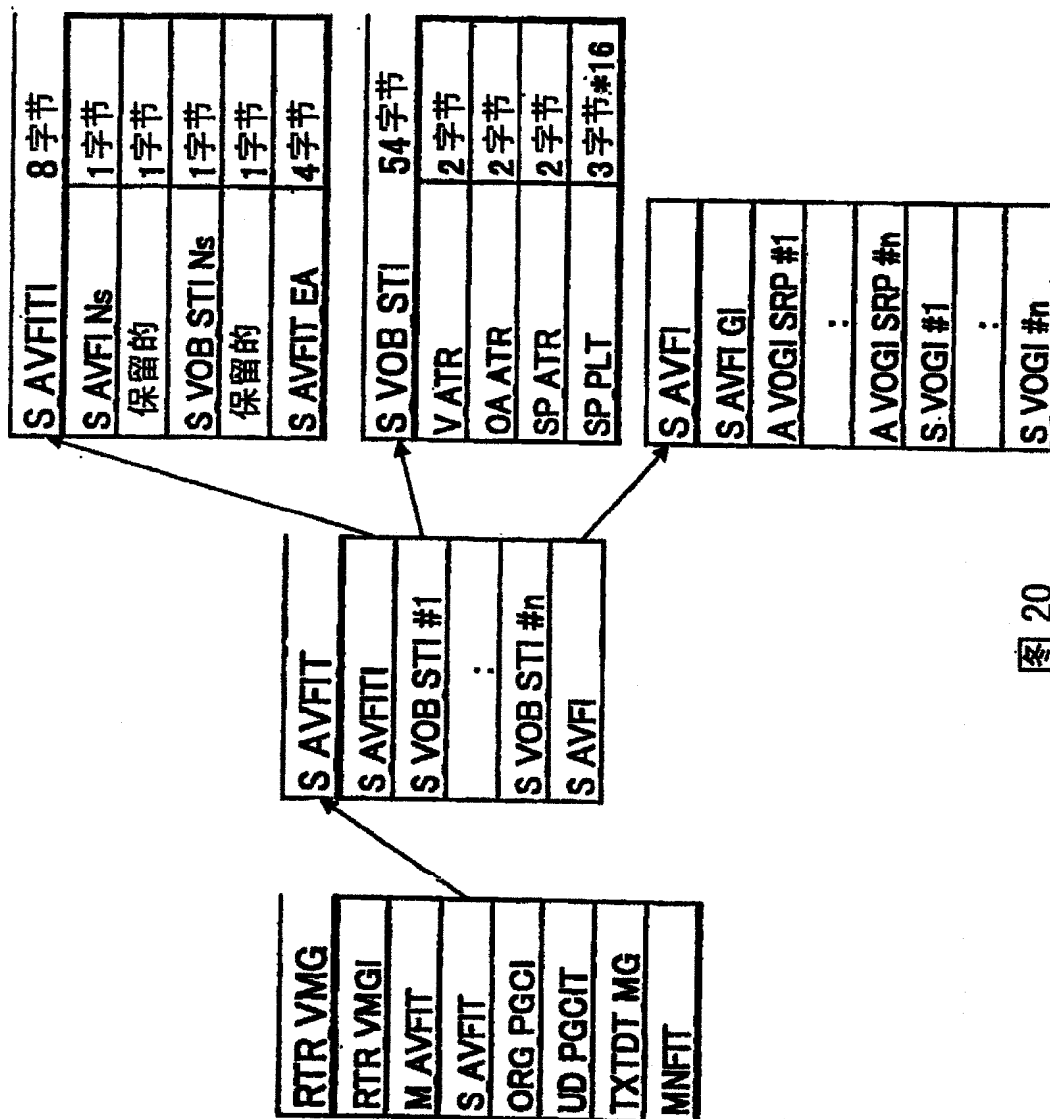 RTR VMG
RTR VMGI
M AVFIT
S AVFIT
ORG PGCI
UD PGCIT
TXTDT MG
MNFIT
S AVFIT
S AVFITI
S VOB STI #1
:
S VOB STI #n
S AVFI
S AVFITI 8字节
S AVFI Ns 1字节
保留的 1字节
S VOB STI Ns 1字节
保留的 1字节
S AVFIT EA 4字节
S VOB STI 54字节
V ATR 2字节
OA ATR 2字节
SP ATR 2字节
SP PLT 3字节*16
S AVFI
S AVFI GI
A VOGI SRP #1
:
A VOGI SRP #n
S VOGI #1
:
S VOGI #n
图 20